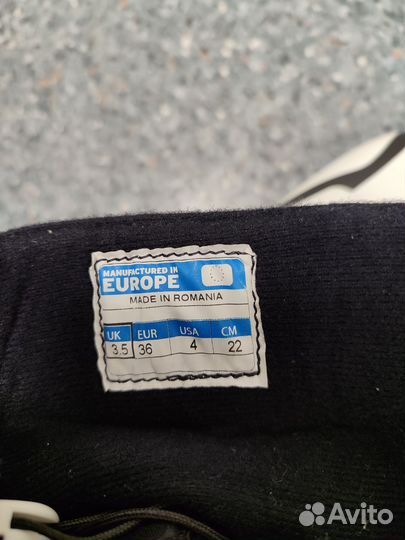 MANUFACTURED IN
EUROPE
MADE IN ROMANIA
UK EUR USA CM
3.5 36 4 22
Avito